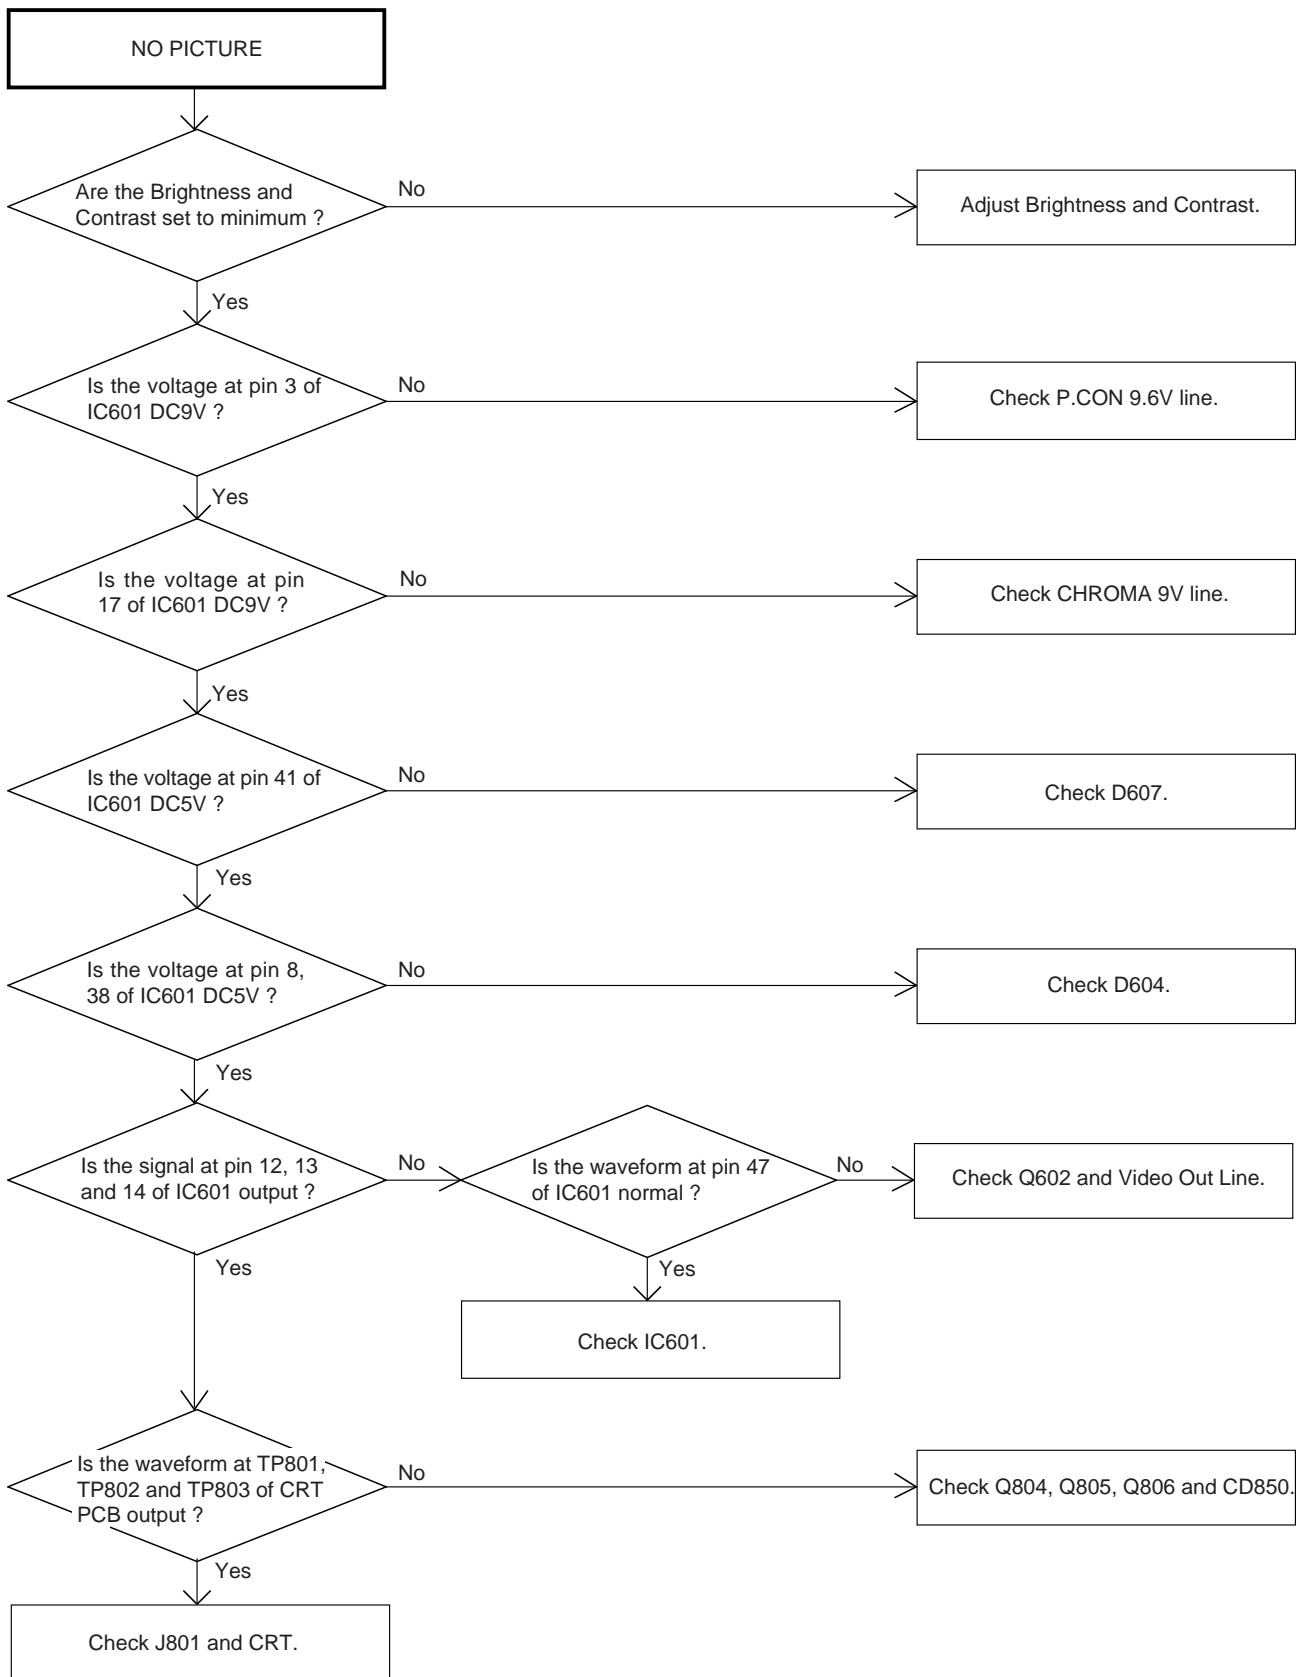 NO PICTURE
Are the Brightness and
Contrast set to minimum ?
No
Adjust Brightness and Contrast.
Yes
Is the voltage at pin 3 of
IC601 DC9V ?
No
Check P.CON 9.6V line.
Yes
Is the voltage at pin
17 of IC601 DC9V ?
No
Check CHROMA 9V line.
Yes
Is the voltage at pin 41 of
IC601 DC5V ?
No
Check D607.
Yes
Is the voltage at pin 8,
38 of IC601 DC5V ?
No
Check D604.
Yes
Is the signal at pin 12, 13
and 14 of IC601 output ?
No
Is the waveform at pin 47
of IC601 normal ?
No
Check Q602 and Video Out Line.
Yes
Yes
Check IC601.
Is the waveform at TP801,
TP802 and TP803 of CRT
PCB output ?
No
Check Q804, Q805, Q806 and CD850.
Yes
Check J801 and CRT.